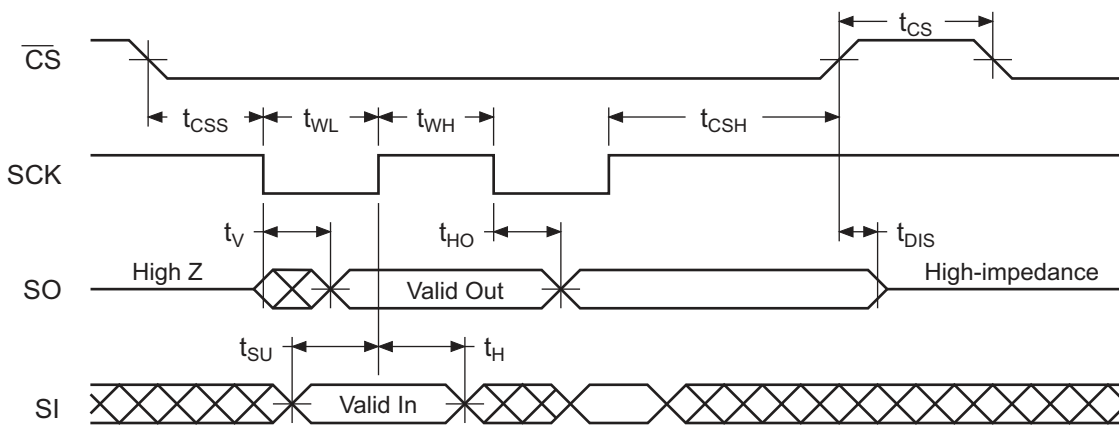 t_CS
C̅S̅
t_CSS t_WL t_WH t_CSH
SCK
t_V t_HO t_DIS
High Z High-impedance
SO Valid Out
t_SU t_H
SI Valid In